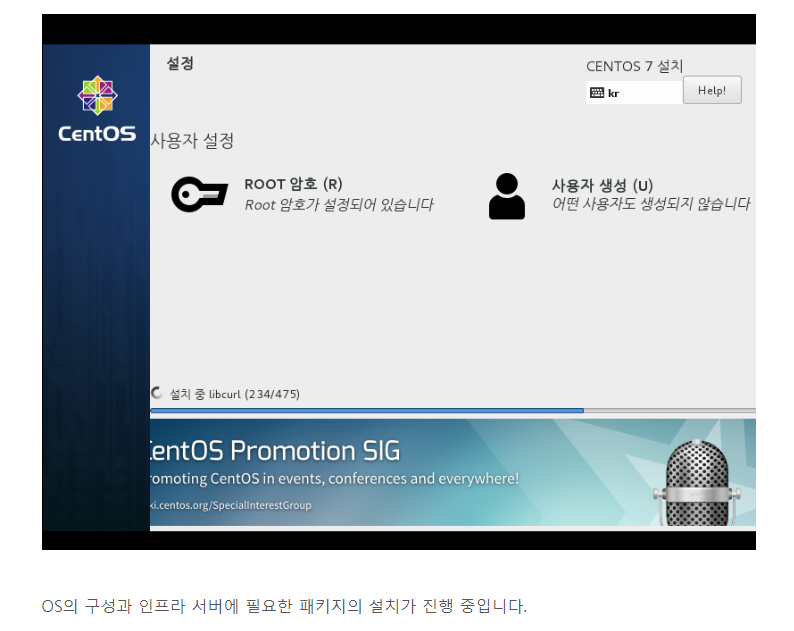 설정
CENTOS 7 설치
kr
Help!
CentOS
사용자 설정
ROOT 암호 (R)
Root 암호가 설정되어 있습니다
사용자 생성 (U)
어떤 사용자도 생성되지 않습니다
설치 중 libcurl (234/475)
CentOS Promotion SIG
romoting CentOS in events, conferences and everywhere!
ki.centos.org/SpecialInterestGroup
OS의 구성과 인프라 서버에 필요한 패키지의 설치가 진행 중입니다.